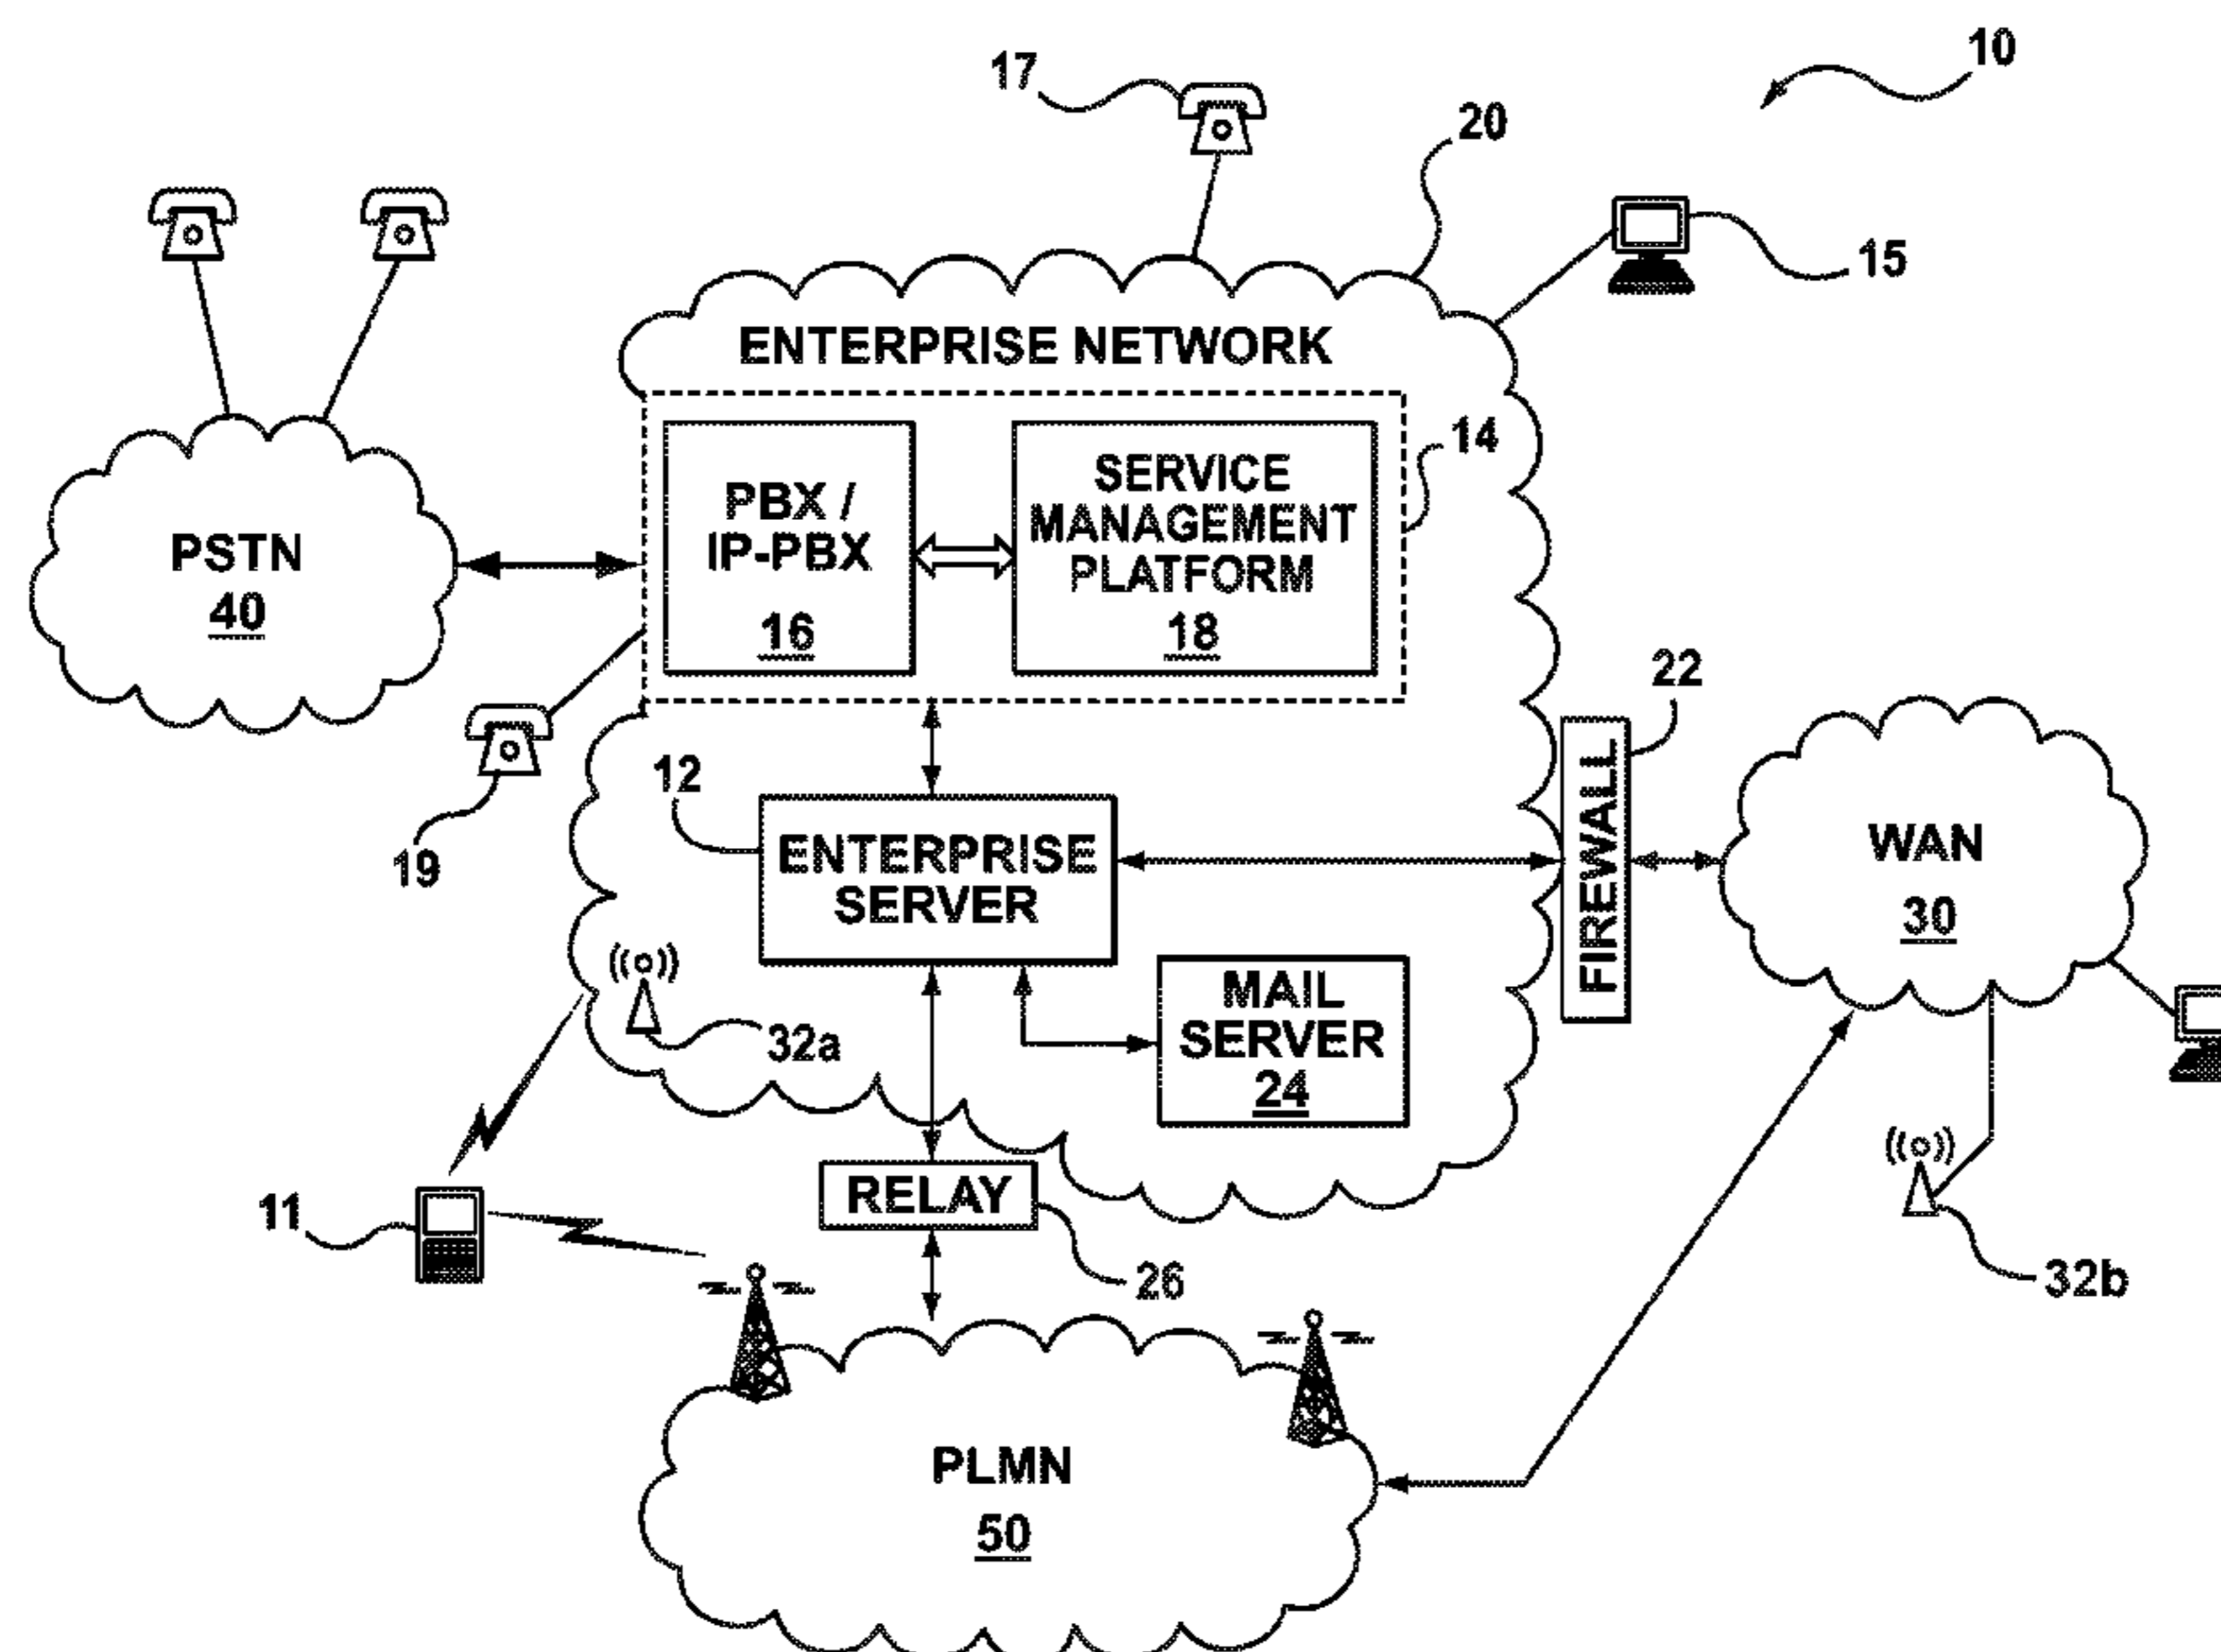 10
17
20
15
ENTERPRISE NETWORK
14
PBX /
IP-PBX
16
SERVICE
MANAGEMENT
PLATFORM
18
PSTN
40
22
12
19
ENTERPRISE
SERVER
FIREWALL
WAN
30
32a
MAIL
SERVER
24
11
RELAY
26
32b
PLMN
50